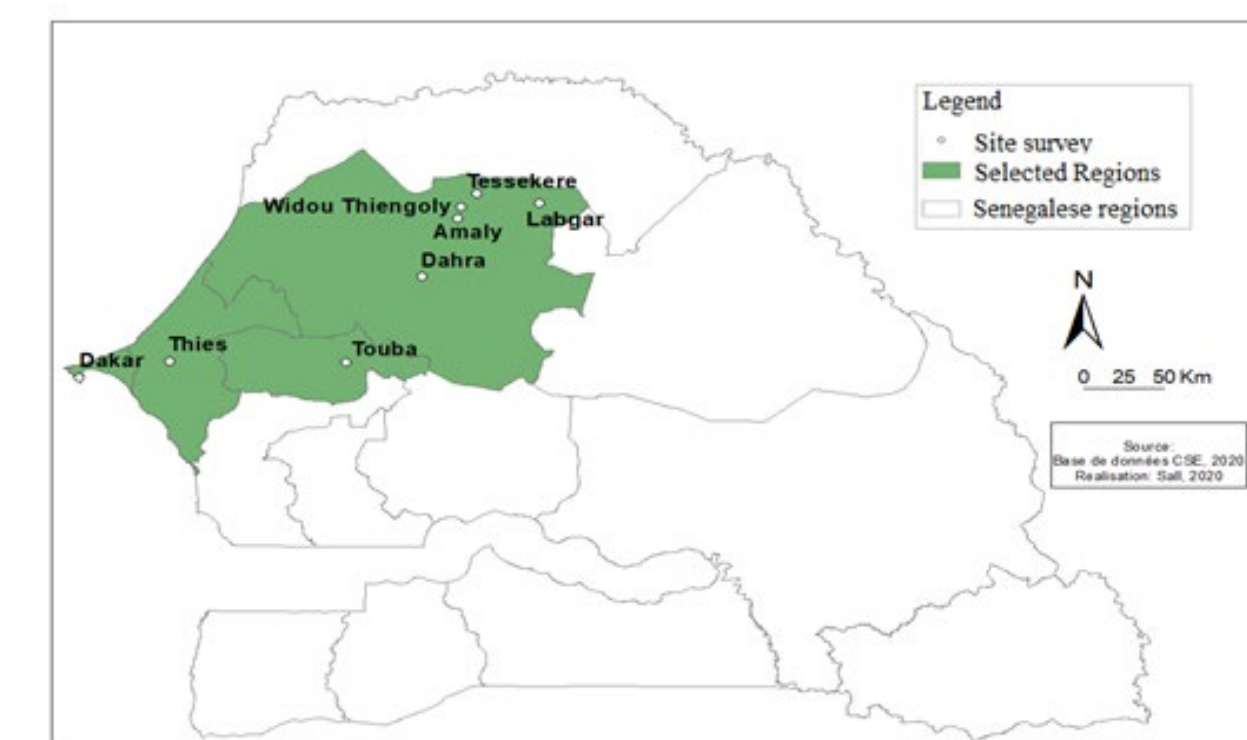 Legend
Site survey
Selected Regions
Senegalese regions
Tessekere
Widou Thiengoly
Labgar
Amaly
Dahra
N
Thies
Touba
Dakar
0 25 50 Km
Source:
Base de données CSE, 2020
Realisation: Sall, 2020